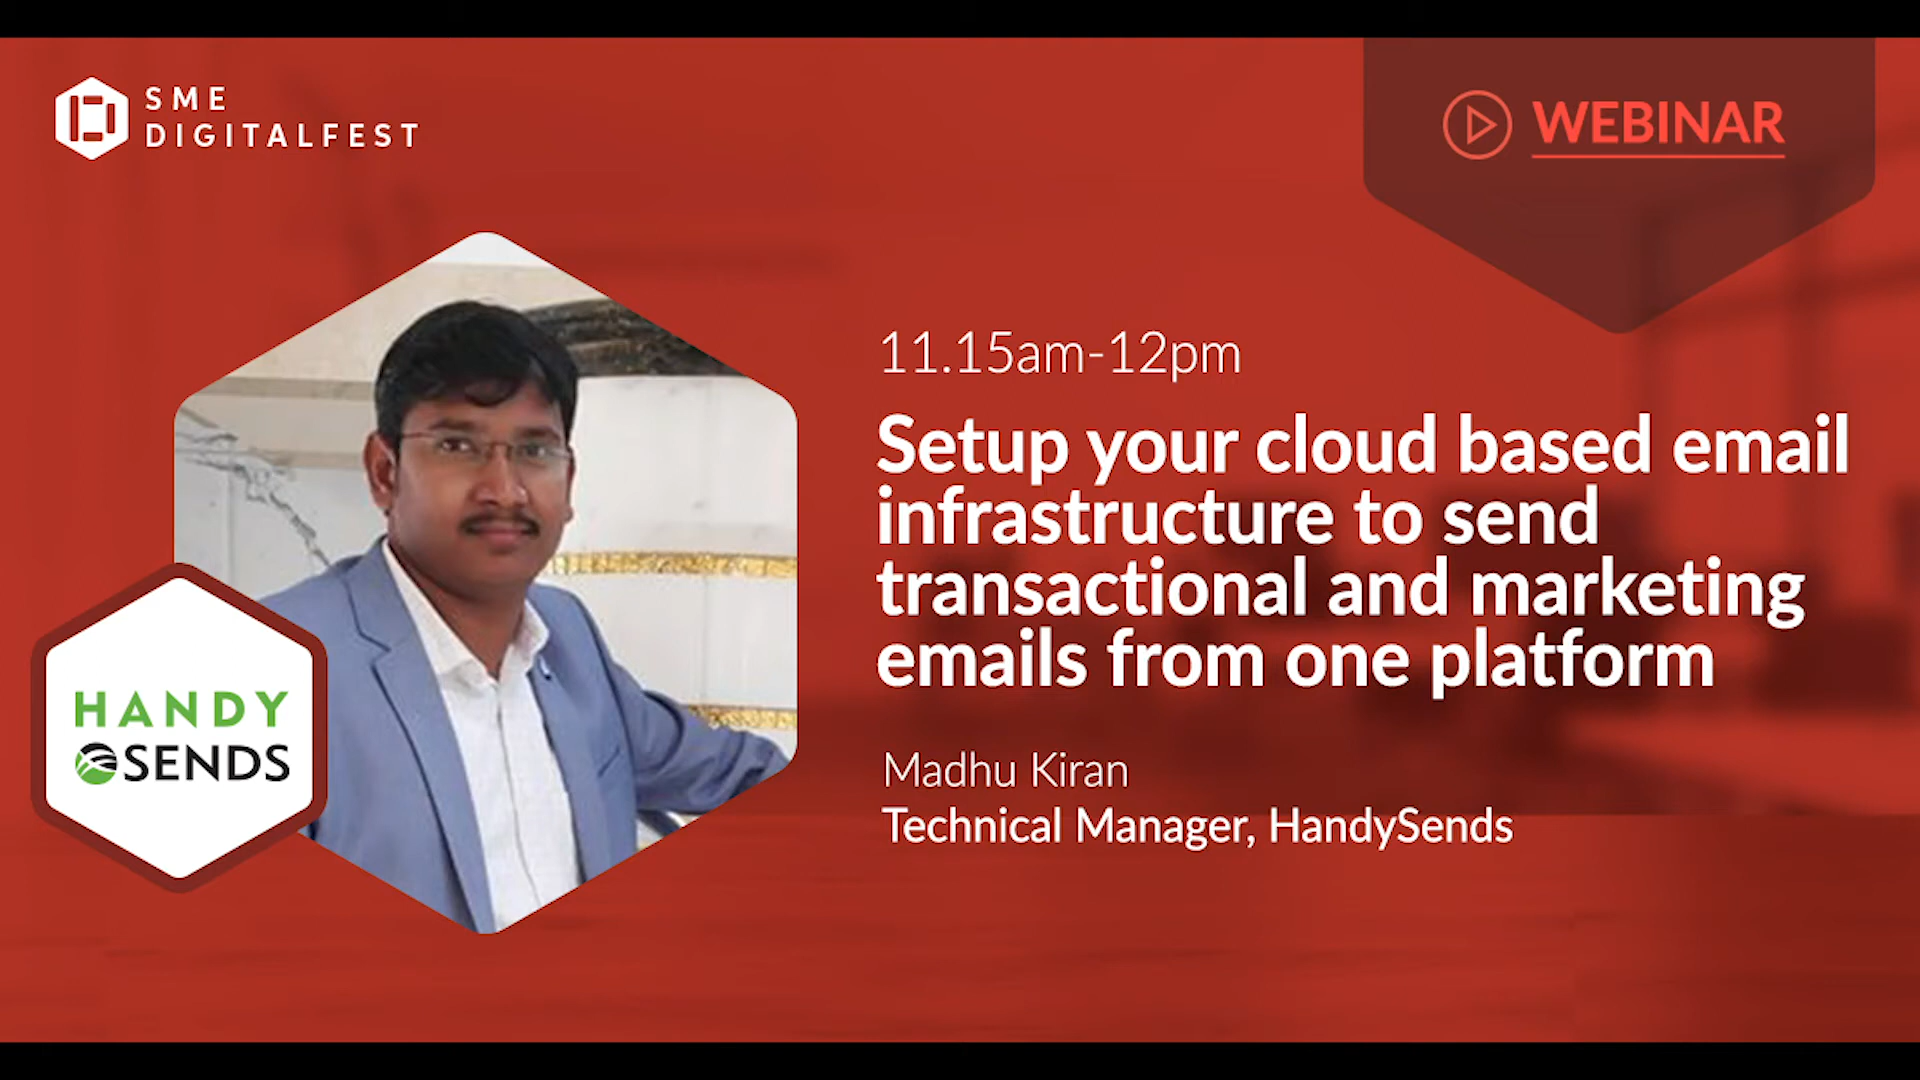 SME
DIGITALFEST
WEBINAR
11.15am-12pm
Setup your cloud based email
infrastructure to send
transactional and marketing
emails from one platform
Madhu Kiran
Technical Manager, HandySends
HANDY
SENDS